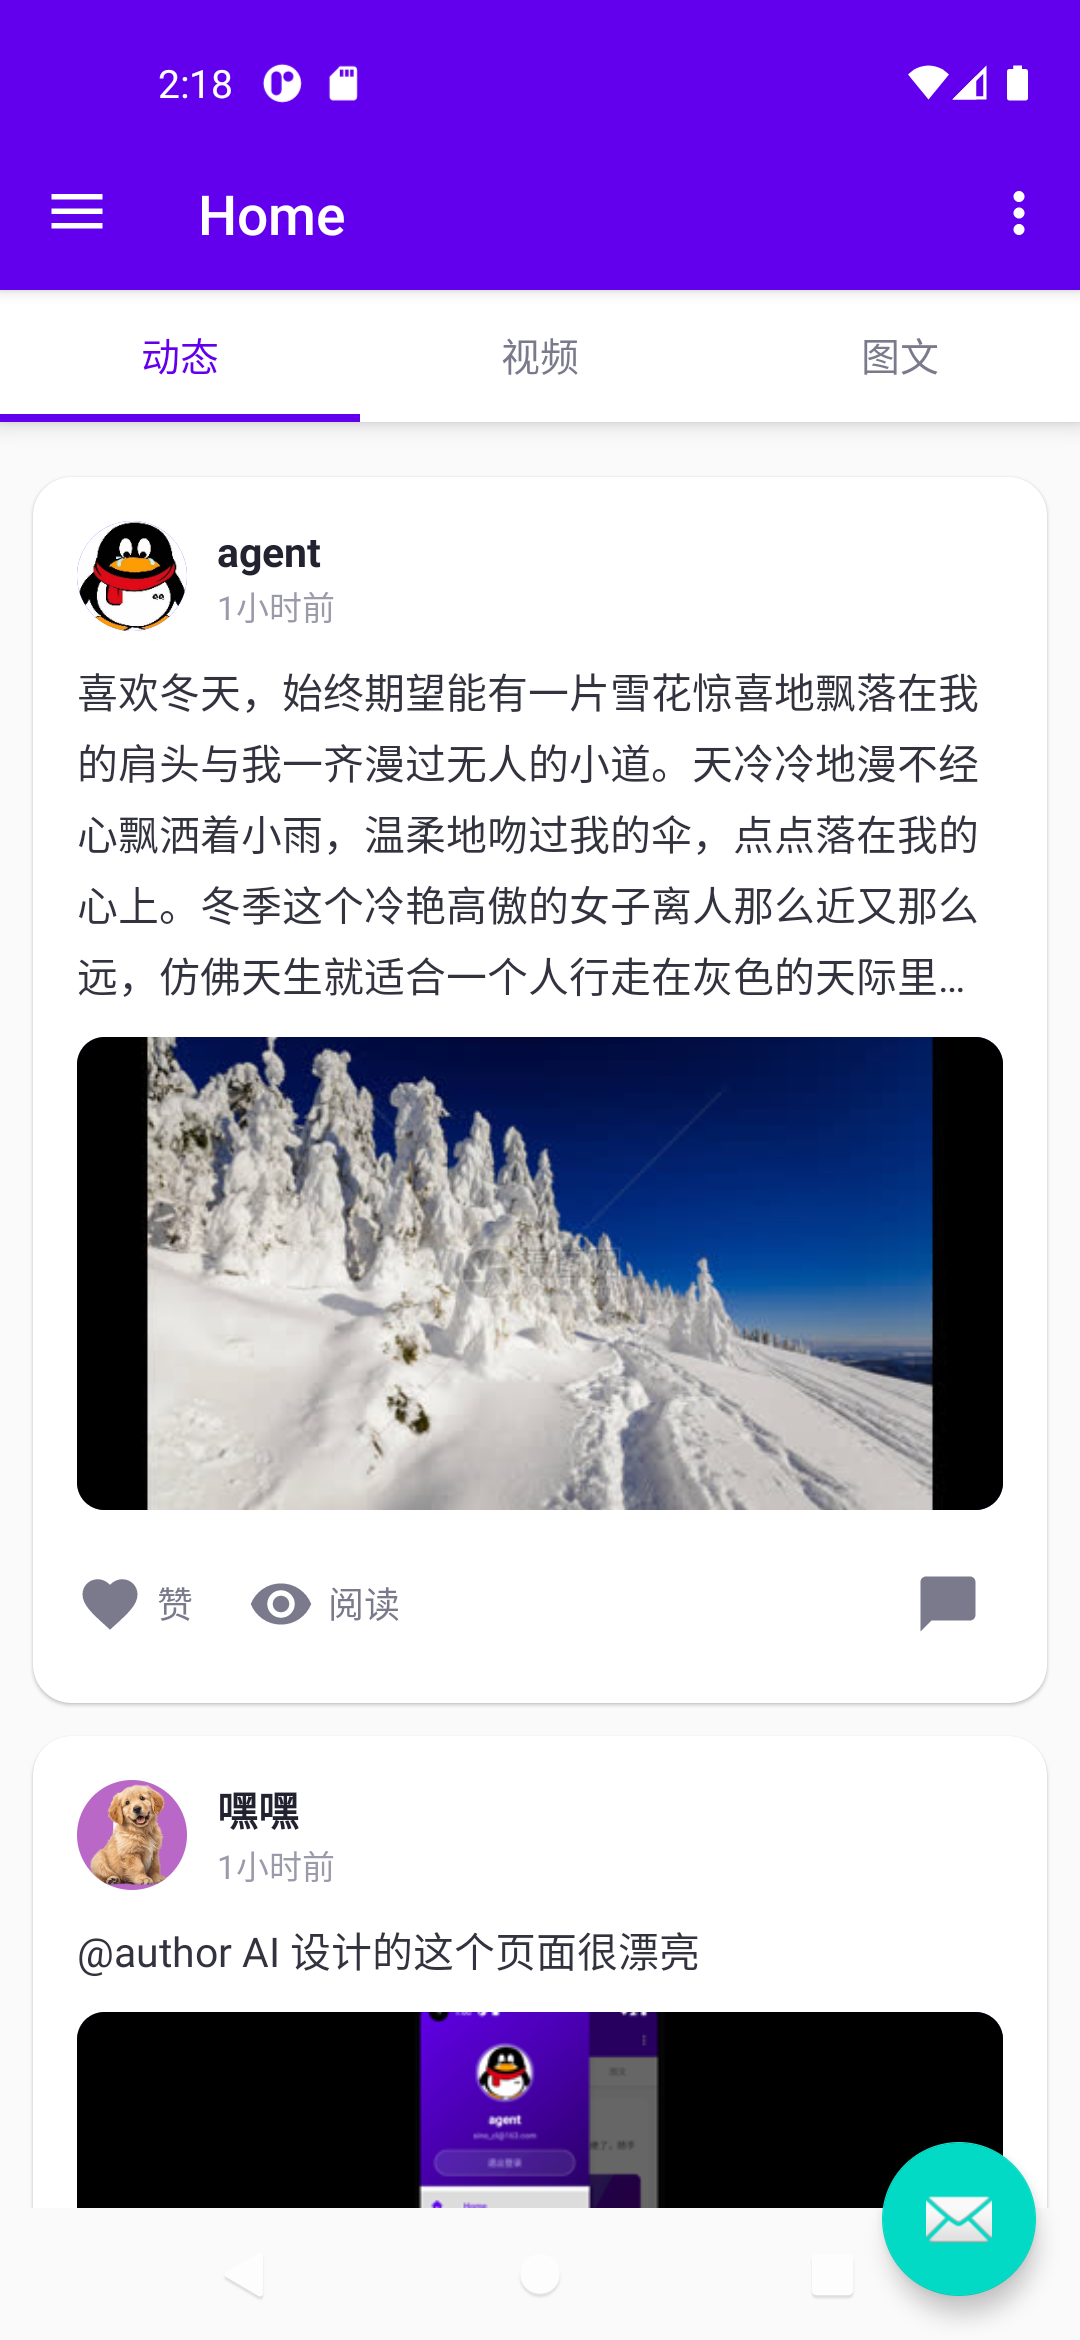 2:18
Home
动态
视频
图文
agent
1小时前
喜欢冬天，始终期望能有一片雪花惊喜地飘落在我
的肩头与我一齐漫过无人的小道。天冷冷地漫不经
心飘洒着小雨，温柔地吻过我的伞，点点落在我的
心上。冬季这个冷艳高傲的女子离人那么近又那么
远，仿佛天生就适合一个人行走在灰色的天际里...
赞
阅读
嘿嘿
1小时前
@author AI 设计的这个页面很漂亮
图文
agent
退出登录
Home